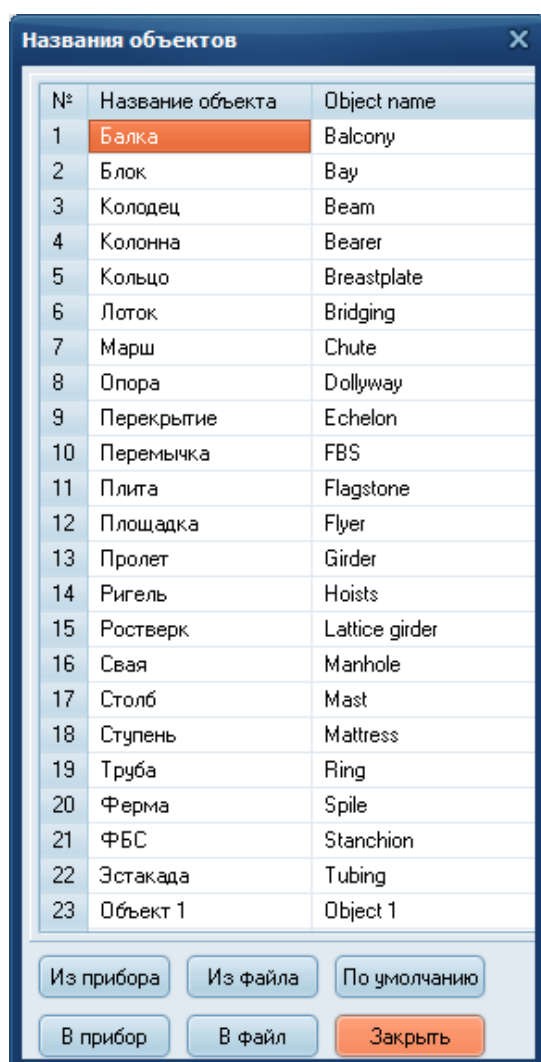 Названия объектов
№ Название объекта Object name
1 Балка Balcony
2 Блок Bay
3 Колодец Beam
4 Колонна Bearer
5 Кольцо Breastplate
6 Лоток Bridging
7 Марш Chute
8 Опора Dollyway
9 Перекрытие Echelon
10 Перемычка FBS
11 Плита Flagstone
12 Площадка Flyer
13 Пролет Girder
14 Ригель Hoists
15 Ростверк Lattice girder
16 Свая Manhole
17 Столб Mast
18 Ступень Mattress
19 Труба Ring
20 Ферма Spile
21 ФБС Stanchion
22 Эстакада Tubing
23 Объект 1 Object 1
Из прибора Из файла По умолчанию
В прибор В файл Закрыть